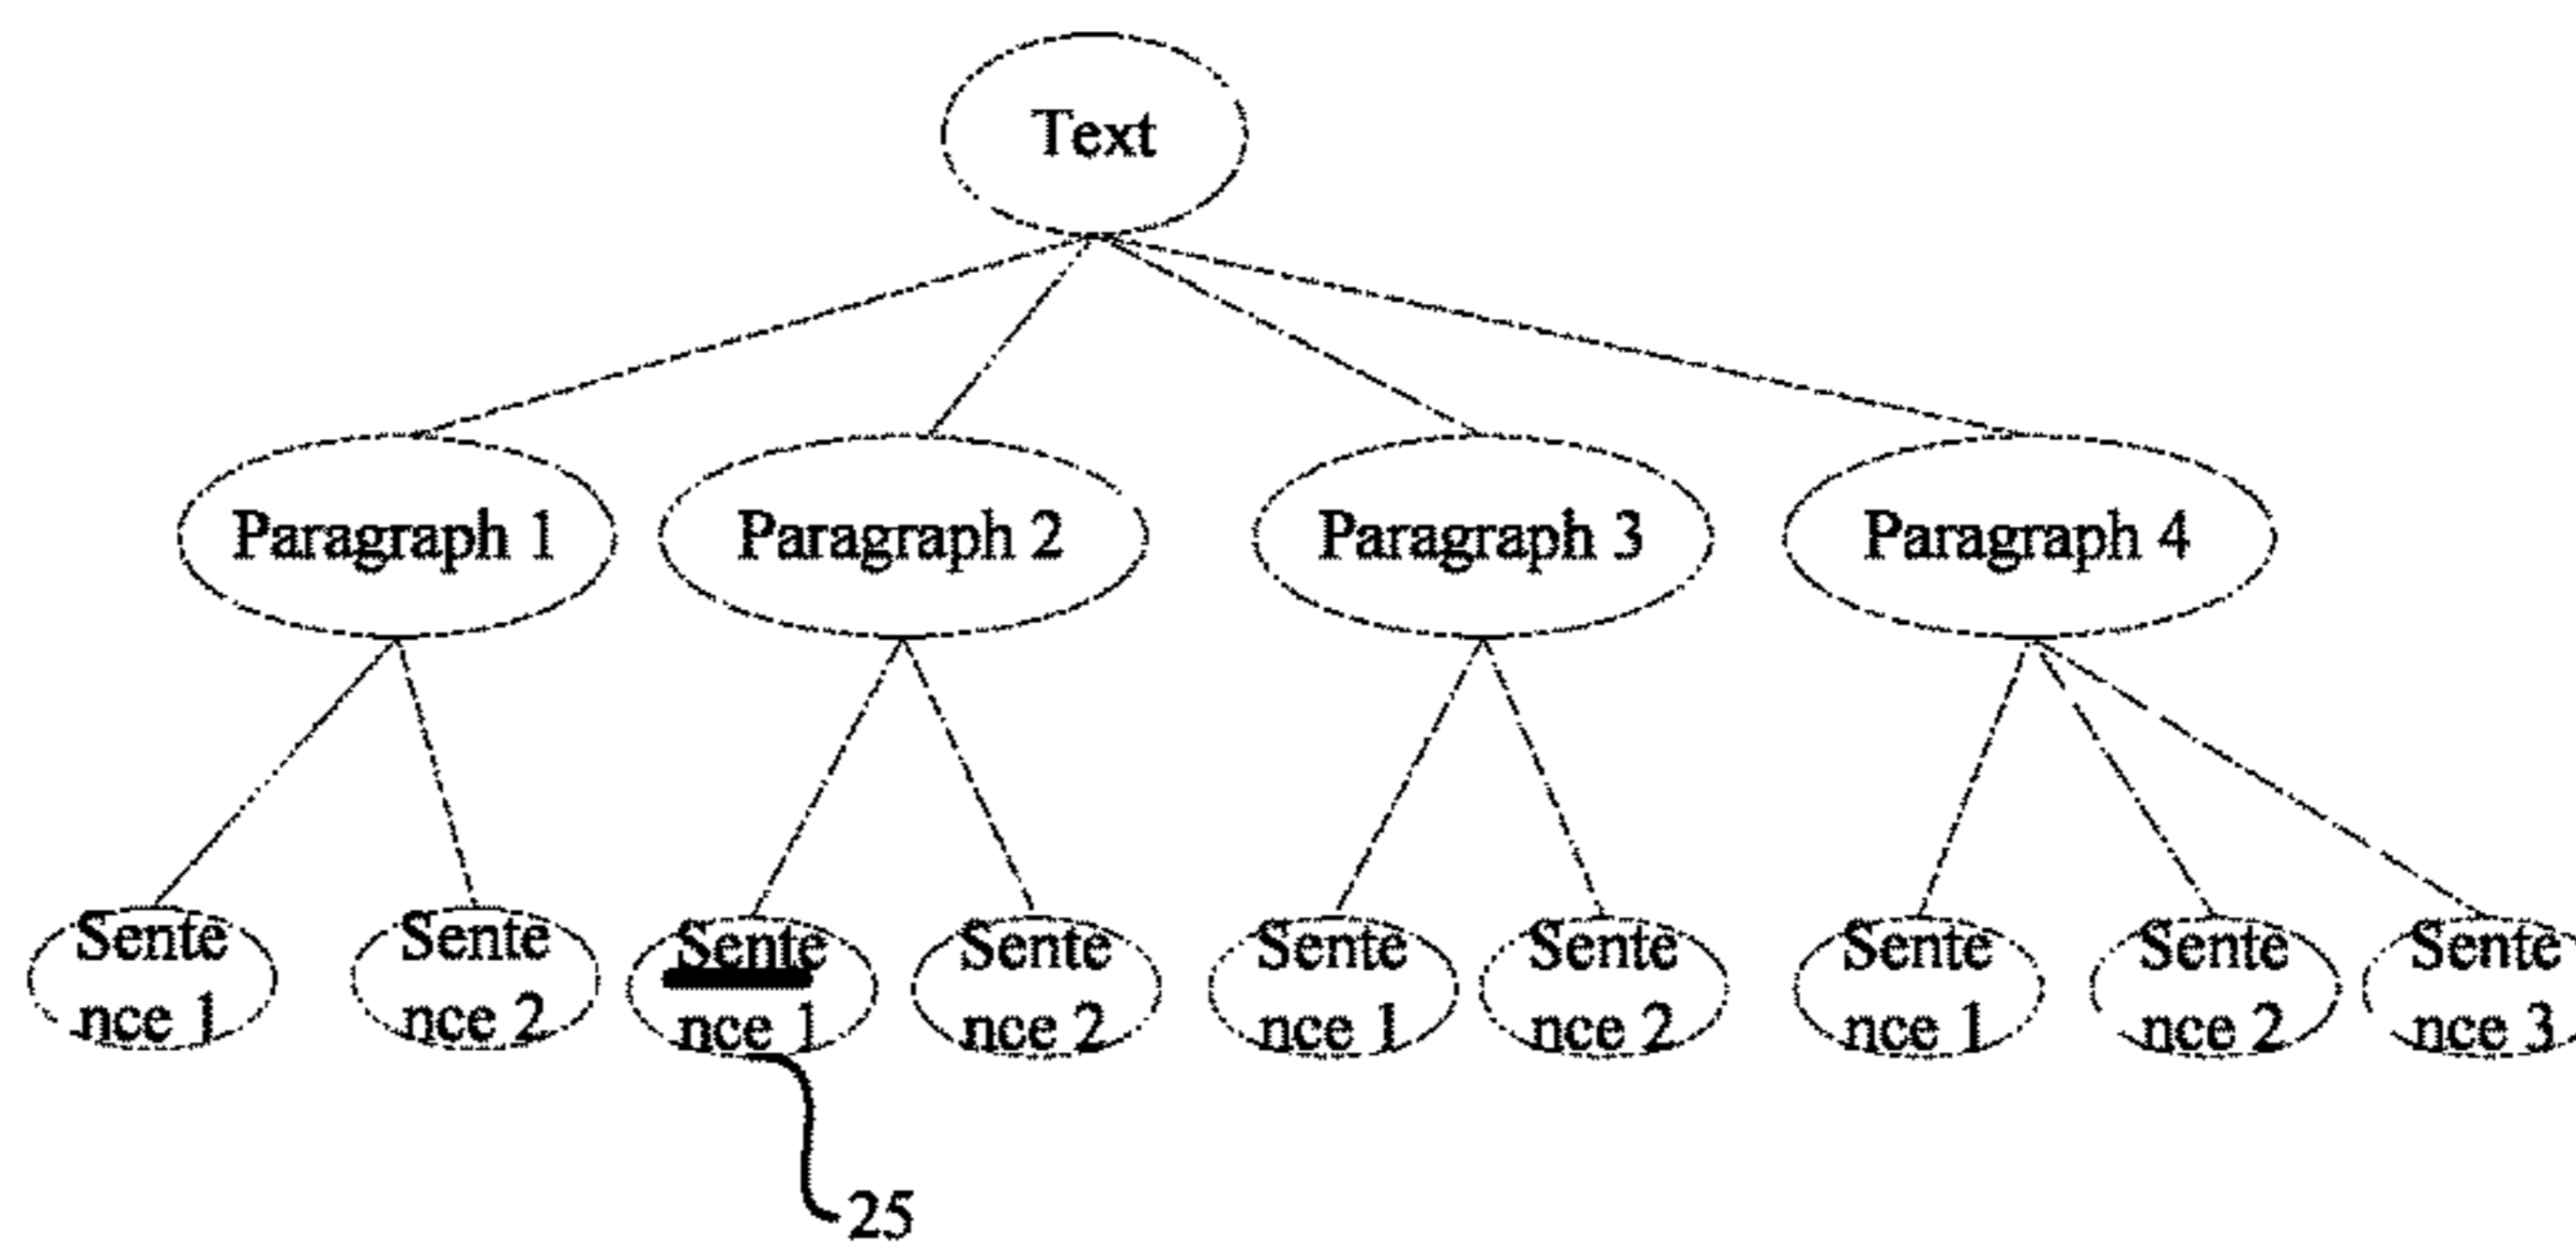 Text
Paragraph 1 Paragraph 2 Paragraph 3 Paragraph 4
Sente Sente Sente Sente Sente Sente Sente Sente Sente
nce 1 nce 2 nce 1 nce 2 nce 1 nce 2 nce 1 nce 2 nce 3
25